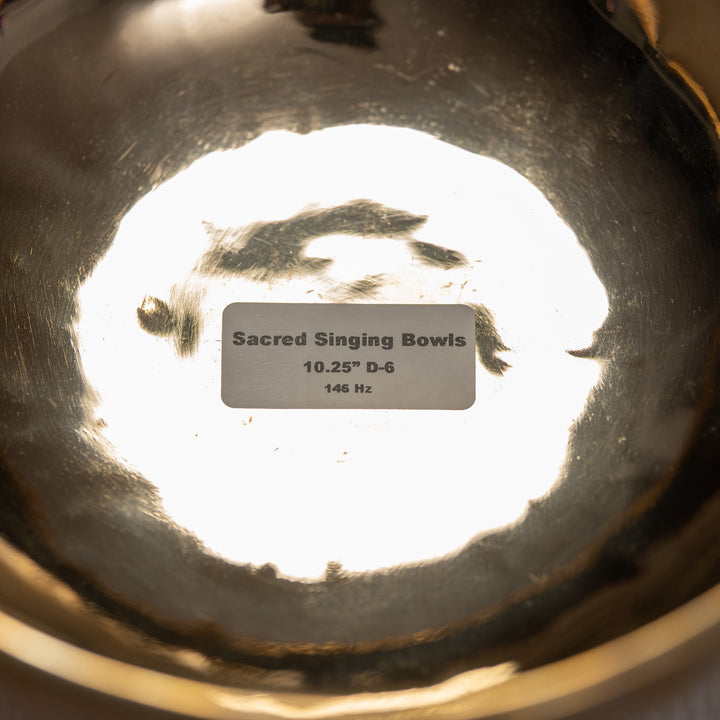 Sacred Singing Bowls
10.25” D-6
146 Hz